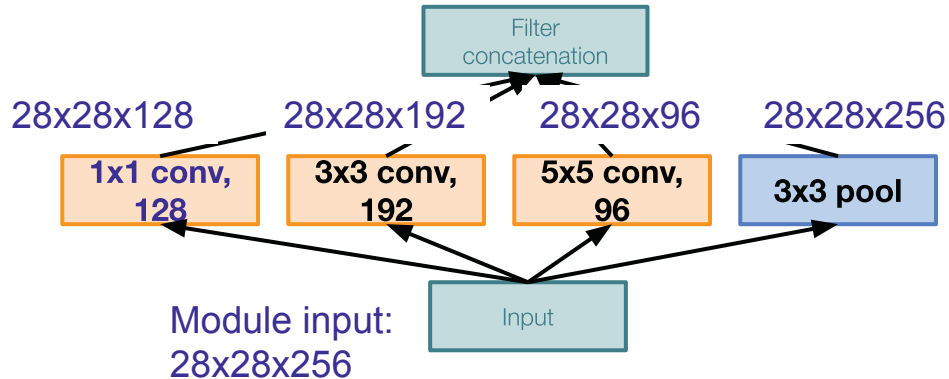 Filter
concatenation
28x28x128
28x28x192
28x28x96
28x28x256
1x1 conv,
128
3x3 conv,
192
5x5 conv,
96
3x3 pool
Input
Module input:
28x28x256